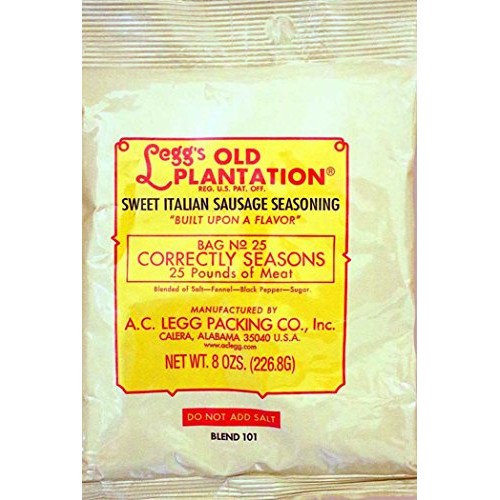 Legg's OLD
PLANTATION®
REG. U.S. PAT. OFF.
SWEET ITALIAN SAUSAGE SEASONING
"BUILT UPON A FLAVOR"
BAG Nº 25
CORRECTLY SEASONS
25 Pounds of Meat
Blended of Salt—Fennel—Black Pepper—Sugar.
MANUFACTURED BY
A.C. LEGG PACKING CO., Inc.
CALERA, ALABAMA 35040 U.S.A.
www.aclegg.com
NET WT. 8 OZS. (226.8G)
DO NOT ADD SALT
BLEND 101